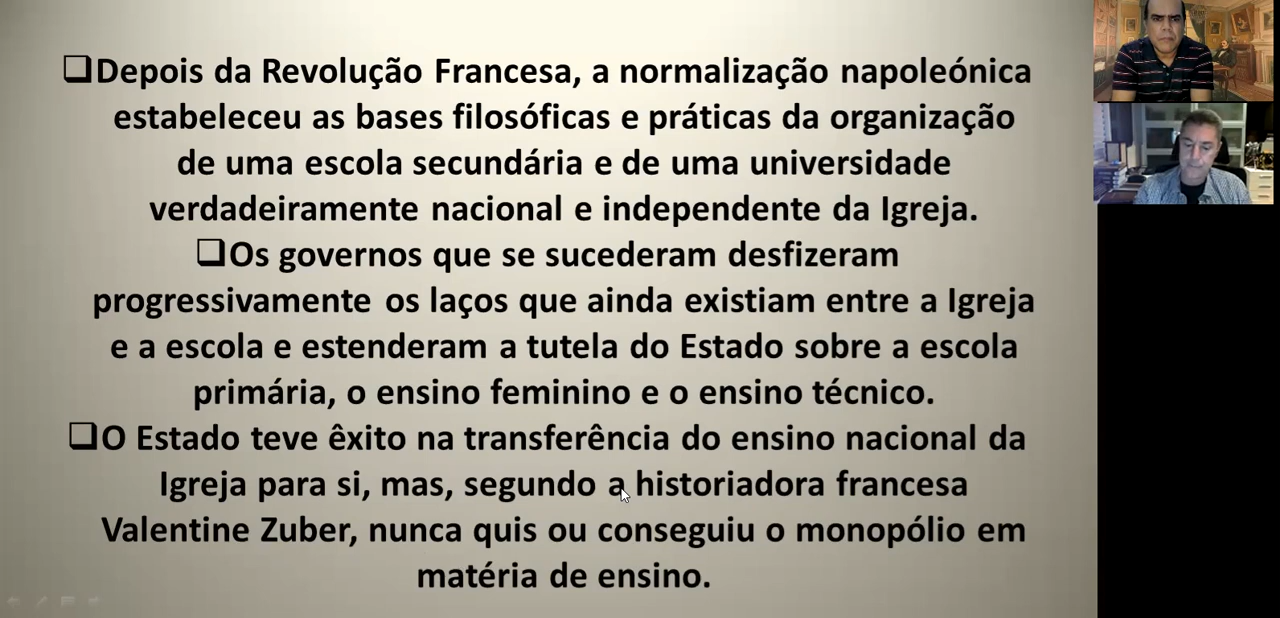 ❑Depois da Revolução Francesa, a normalização napoleónica
estabeleceu as bases filosóficas e práticas da organização
de uma escola secundária e de uma universidade
verdadeiramente nacional e independente da Igreja.
❑Os governos que se sucederam desfizeram
progressivamente os laços que ainda existiam entre a Igreja
e a escola e estenderam a tutela do Estado sobre a escola
primária, o ensino feminino e o ensino técnico.
❑O Estado teve êxito na transferência do ensino nacional da
Igreja para si, mas, segundo a historiadora francesa
Valentine Zuber, nunca quis ou conseguiu o monopólio em
matéria de ensino.